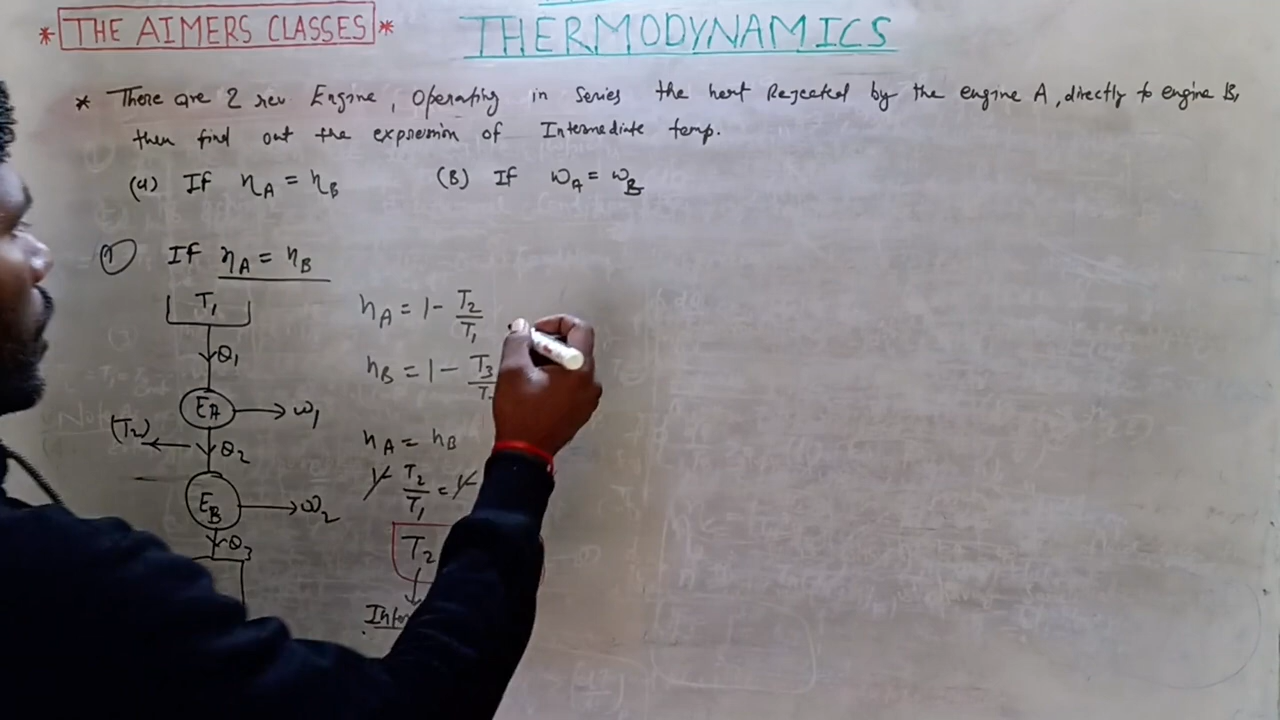 * THE AIMERS CLASSES *
THERMODYNAMICS
* There are 2 rev Engine, Operating in Series the heat Rejected by the engine A, directly to engine B,
then find out the expression of Intermediate temp.
(a) If ηA = ηB (B) If WA = WB
① If ηA = ηB
T1
Q1
EA
W1
(T2)
Q2
EB
W2
Q3
ηA = 1 - T2/T1
ηB = 1 - T3/
ηA = ηB
1 - T2/T1 = 1 -
T2